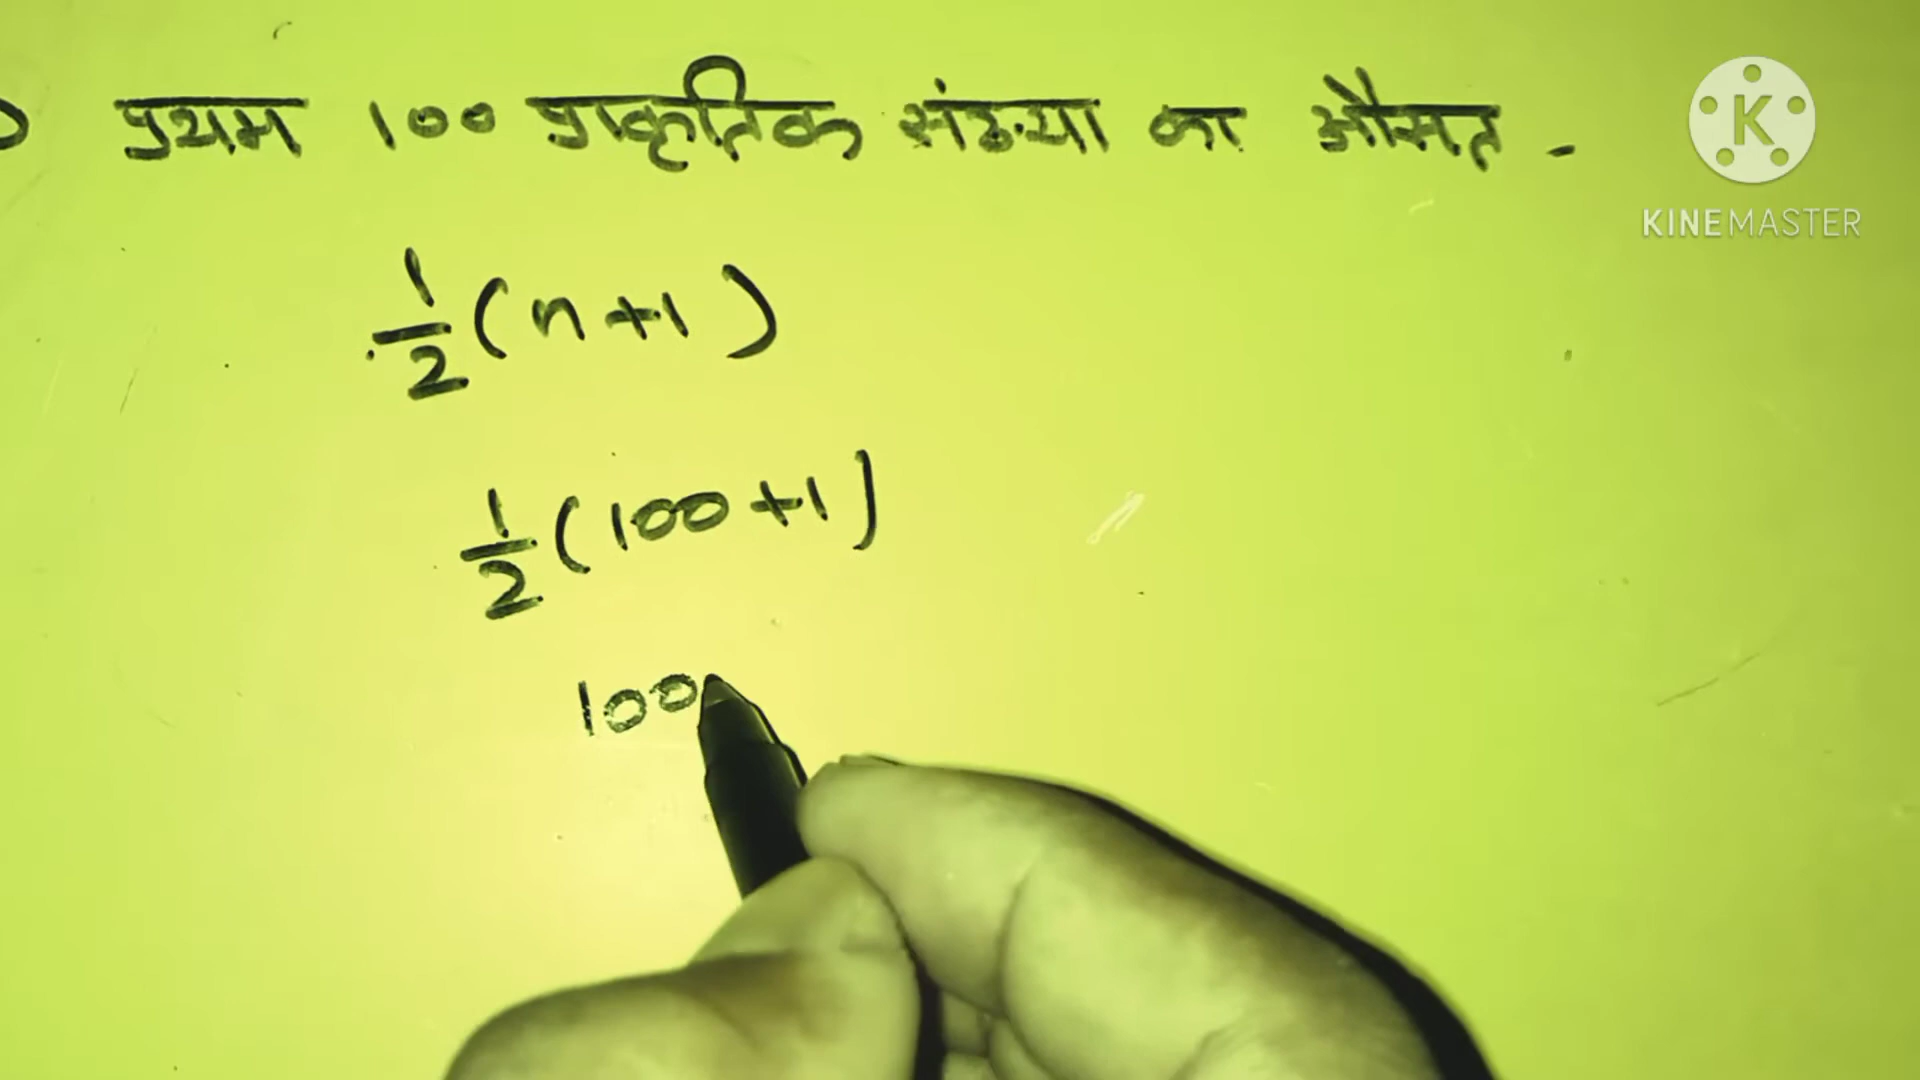 प्रथम 100 प्राकृतिक संख्या का औसत -
K
KINEMASTER
1/2 (n+1)
1/2 (100+1)
100